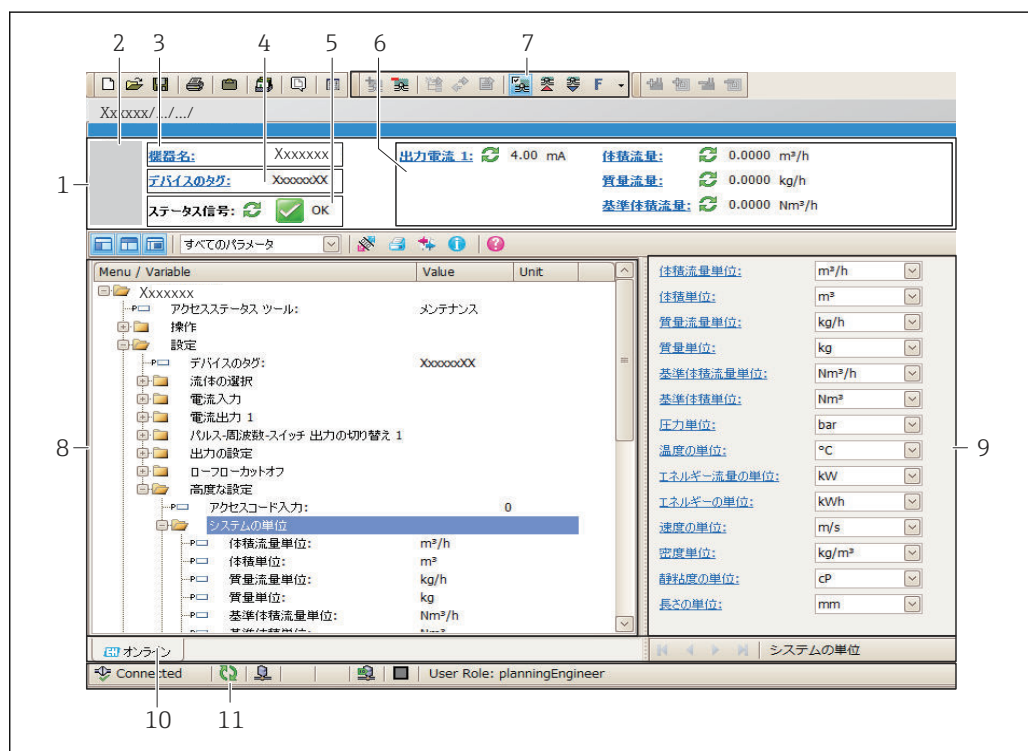 2 3 4 5 6 7
F
Xxxxxx/../../
機器名: Xxxxxxx
デバイスのタグ: XxxxxxXX
ステータス信号: OK
出力電流 1: 4.00 mA
体積流量: 0.0000 m³/h
質量流量: 0.0000 kg/h
基準体積流量: 0.0000 Nm³/h
1
すべてのパラメータ
Menu / Variable Value Unit
Xxxxxxx
P アクセスステータス ツール: メンテナンス
操作
設定
P デバイスのタグ: XxxxxxXX
流体の選択
電流入力
電流出力 1
パルス-周波数-スイッチ 出力の切り替え 1
出力の設定
ローフローカットオフ
高度な設定
P アクセスコード入力: 0
システムの単位
P 体積流量単位: m³/h
P 体積単位: m³
P 質量流量単位: kg/h
P 質量単位: kg
P 基準体積流量単位: Nm³/h
8
体積流量単位: m³/h
体積単位: m³
質量流量単位: kg/h
質量単位: kg
基準体積流量単位: Nm³/h
基準体積単位: Nm³
圧力単位: bar
温度の単位: °C
エネルギー流量の単位: kW
エネルギーの単位: kWh
速度の単位: m/s
密度単位: kg/m³
静粘度の単位: cP
長さの単位: mm
9
オンライン
システムの単位
Connected User Role: planningEngineer
10 11